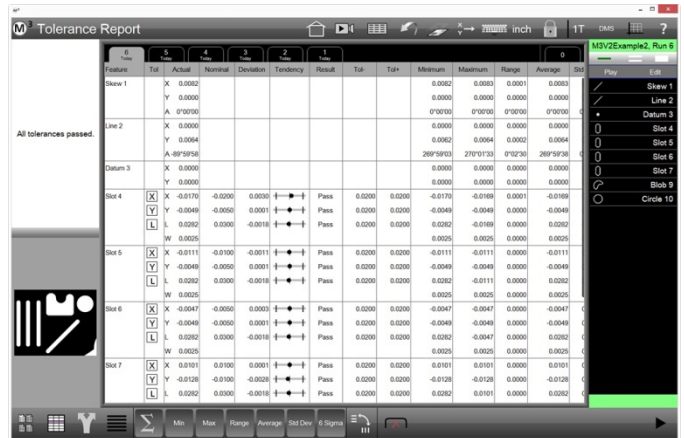 M³
M³ Tolerance Report
inch
1T
DMS
?
6 Today
5 Today
4 Today
3 Today
2 Today
1 Today
0
M3V2Example2, Run 6
Feature Tol Actual Nominal Deviation Tendency Result Tol- Tol+ Minimum Maximum Range Average Std
Play Edit
Skew 1 X 0.0082 0.0082 0.0083 0.0001 0.0083
Y 0.0000 0.0000 0.0000 0.0000 0.0000
A 0°00'00 0°00'00 0°00'00 0°00'00 0°00'00
Line 2 X 0.0000 0.0000 0.0000 0.0000 0.0000
Y 0.0064 0.0062 0.0064 0.0002 0.0064
A -89°59'58 269°59'03 270°01'33 0°02'30 269°59'38
Datum 3 X 0.0000 0.0000 0.0000 0.0000 0.0000
Y 0.0000 0.0000 0.0000 0.0000 0.0000
Slot 4 X X -0.0170 -0.0200 0.0030 Pass 0.0200 0.0200 -0.0170 -0.0169 0.0001 -0.0169
Y Y -0.0049 -0.0050 0.0001 Pass 0.0200 0.0200 -0.0049 -0.0049 0.0000 -0.0049
L L 0.0282 0.0300 -0.0018 Pass 0.0200 0.0200 0.0282 -0.0169 0.0000 0.0282
W 0.0025 0.0025 0.0025 0.0000 0.0025
Slot 5 X X -0.0111 -0.0100 -0.0011 Pass 0.0200 0.0200 -0.0111 -0.0111 0.0000 -0.0111
Y Y -0.0049 -0.0050 0.0001 Pass 0.0200 0.0200 -0.0049 -0.0049 0.0000 -0.0049
L L 0.0282 0.0300 -0.0018 Pass 0.0200 0.0200 0.0282 -0.0111 0.0000 0.0282
W 0.0025 0.0025 0.0025 0.0000 0.0025
Slot 6 X X -0.0047 -0.0050 0.0003 Pass 0.0200 0.0200 -0.0047 -0.0047 0.0000 -0.0047
Y Y -0.0049 -0.0050 0.0001 Pass 0.0200 0.0200 -0.0049 -0.0049 0.0000 -0.0049
L L 0.0282 0.0300 -0.0018 Pass 0.0200 0.0200 0.0282 -0.0047 0.0000 0.0282
W 0.0025 0.0025 0.0025 0.0000 0.0025
Slot 7 X X 0.0101 0.0100 0.0001 Pass 0.0200 0.0200 0.0101 0.0101 0.0000 0.0101
Y Y -0.0128 -0.0100 -0.0028 Pass 0.0200 0.0200 -0.0128 -0.0128 0.0000 -0.0128
L L 0.0282 0.0300 -0.0018 Pass 0.0200 0.0200 0.0282 0.0101 0.0000 0.0282
All tolerances passed.
Skew 1
Line 2
Datum 3
Slot 4
Slot 5
Slot 6
Slot 7
Blob 9
Circle 10
Σ Min Max Range Average Std Dev 6 Sigma